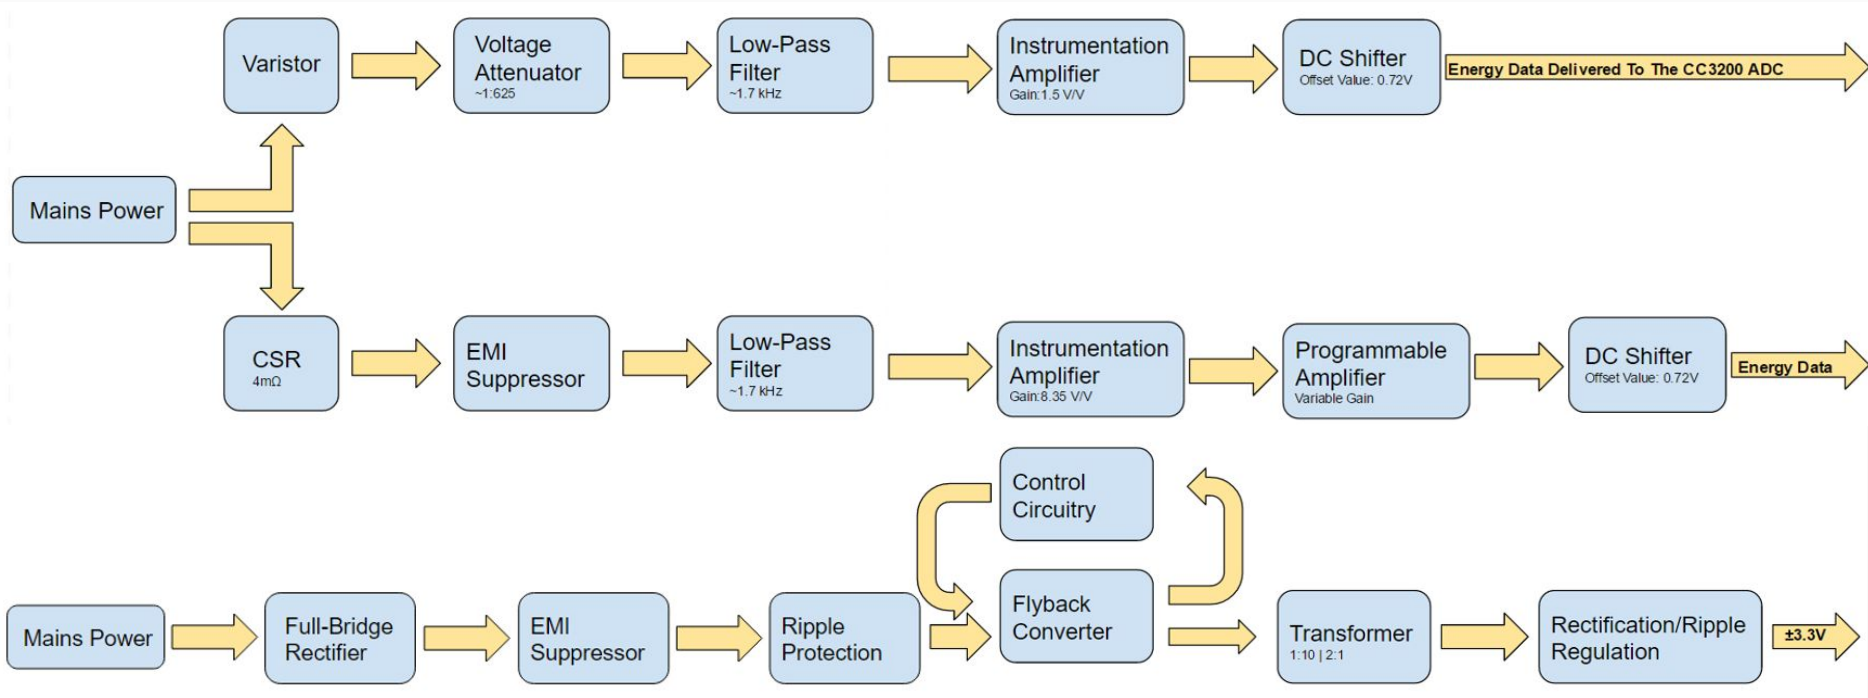 Varistor
Voltage
Attenuator
~1:625
Low-Pass
Filter
~1.7 kHz
Instrumentation
Amplifier
Gain:1.5 V/V
DC Shifter
Offset Value: 0.72V
Energy Data Delivered To The CC3200 ADC
Mains Power
CSR
4mΩ
EMI
Suppressor
Low-Pass
Filter
~1.7 kHz
Instrumentation
Amplifier
Gain:8.35 V/V
Programmable
Amplifier
Variable Gain
DC Shifter
Offset Value: 0.72V
Energy Data
Control
Circuitry
Mains Power
Full-Bridge
Rectifier
EMI
Suppressor
Ripple
Protection
Flyback
Converter
Transformer
1:10 | 2:1
Rectification/Ripple
Regulation
±3.3V